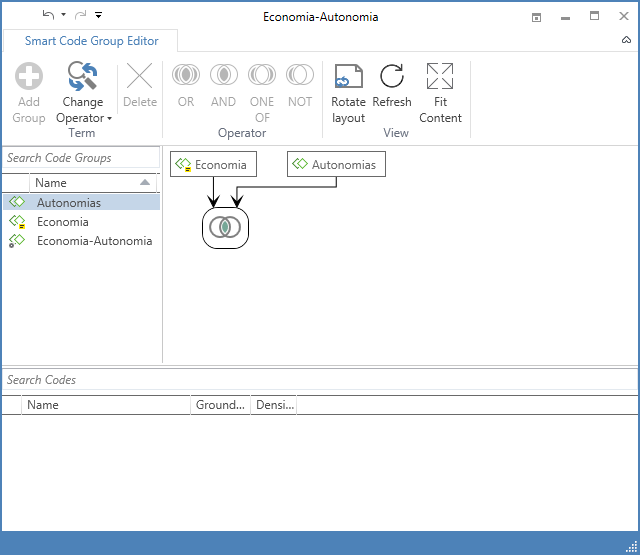 Economia-Autonomia
Smart Code Group Editor
Add Group
Change Operator
Delete
OR
AND
ONE OF
NOT
Rotate layout
Refresh
Fit Content
Term
Operator
View
Search Code Groups
Name
Autonomias
Economia
Economia-Autonomia
Economia
Autonomias
Search Codes
Name Ground... Densi...